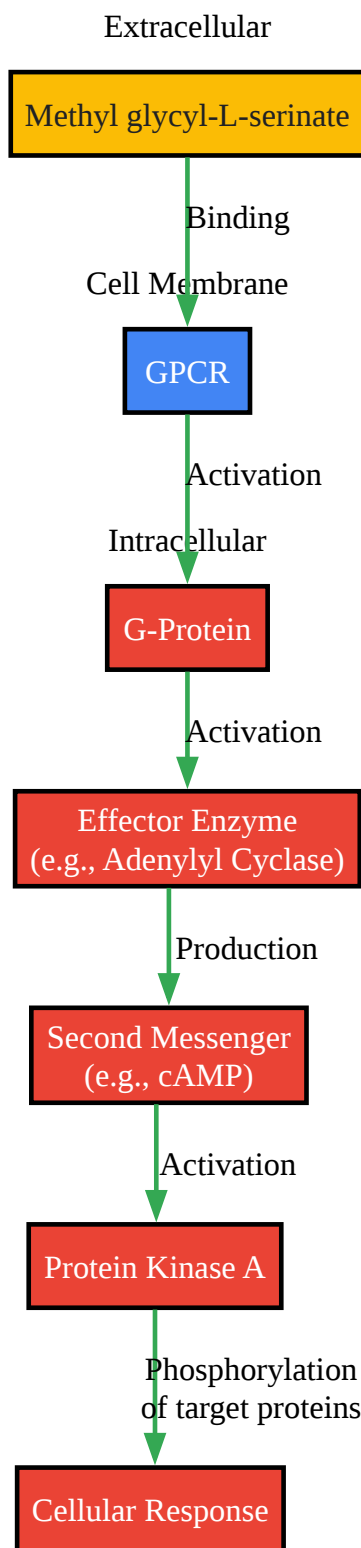 Extracellular
Methyl glycyl-L-serinate
Binding
Cell Membrane
GPCR
Activation
Intracellular
G-Protein
Activation
Effector Enzyme
(e.g., Adenylyl Cyclase)
Production
Second Messenger
(e.g., cAMP)
Activation
Protein Kinase A
Phosphorylation
of target proteins
Cellular Response